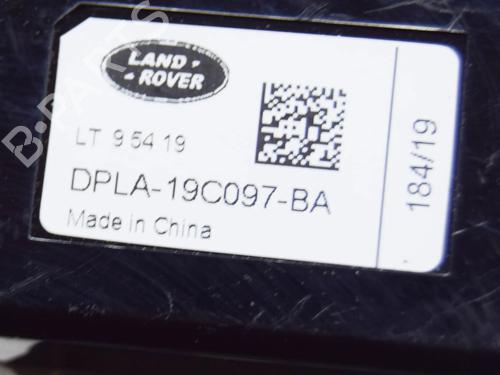 LAND-
-ROVER
LT 9 54 19
DPLA-19C097-BA
Made in China
184/19
B-PARTS